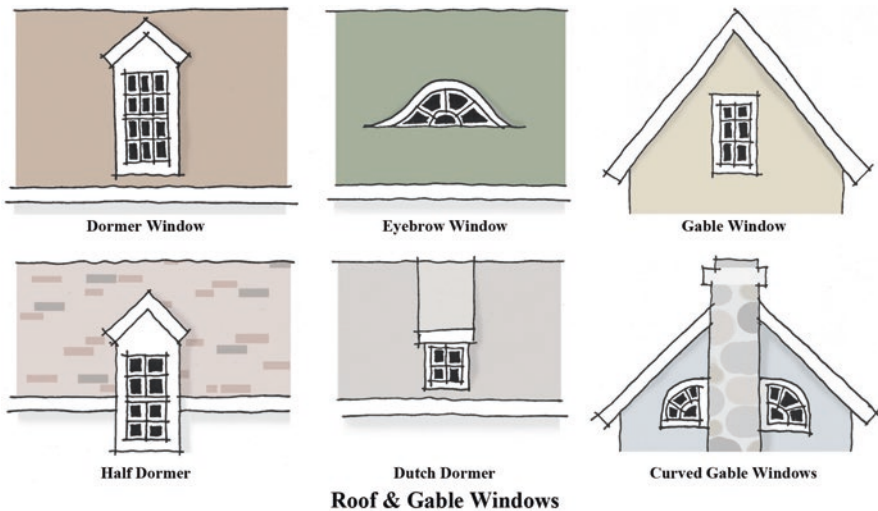 Dormer Window
Eyebrow Window
Gable Window
Half Dormer
Dutch Dormer
Curved Gable Windows
Roof & Gable Windows